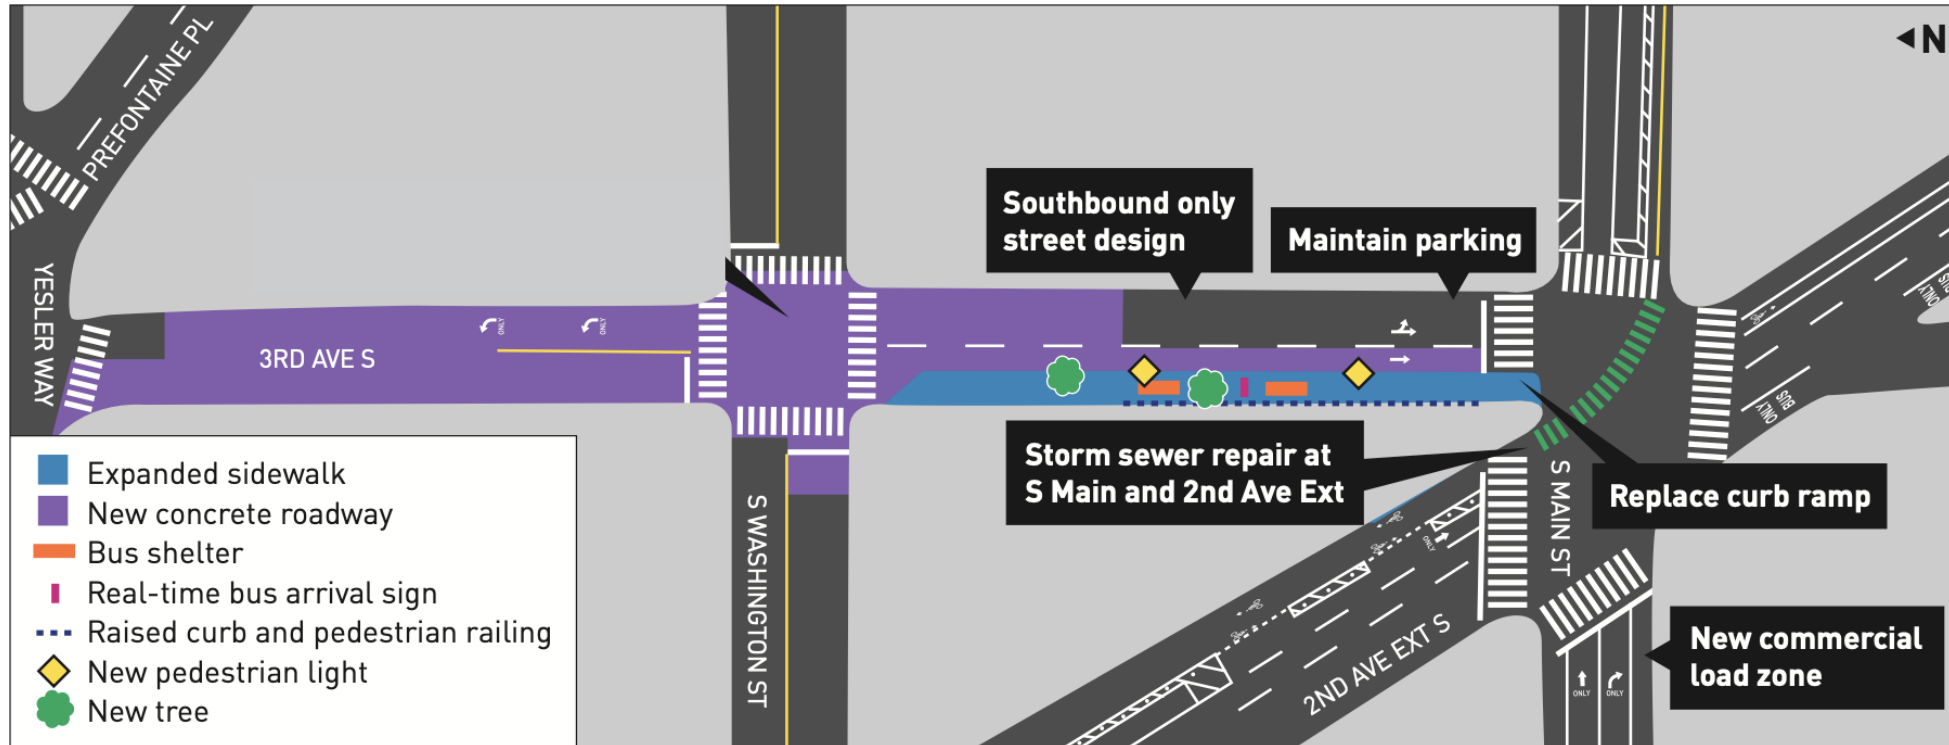 N
PREFONTAINE PL
YESLER WAY
3RD AVE S
ONLY
ONLY
Southbound only
street design
Maintain parking
BUS
ONLY
BUS
ONLY
Storm sewer repair at
S Main and 2nd Ave Ext
Replace curb ramp
S WASHINGTON ST
S MAIN ST
ONLY
2ND AVE EXT S
ONLY
ONLY
New commercial
load zone
Expanded sidewalk
New concrete roadway
Bus shelter
Real-time bus arrival sign
Raised curb and pedestrian railing
New pedestrian light
New tree